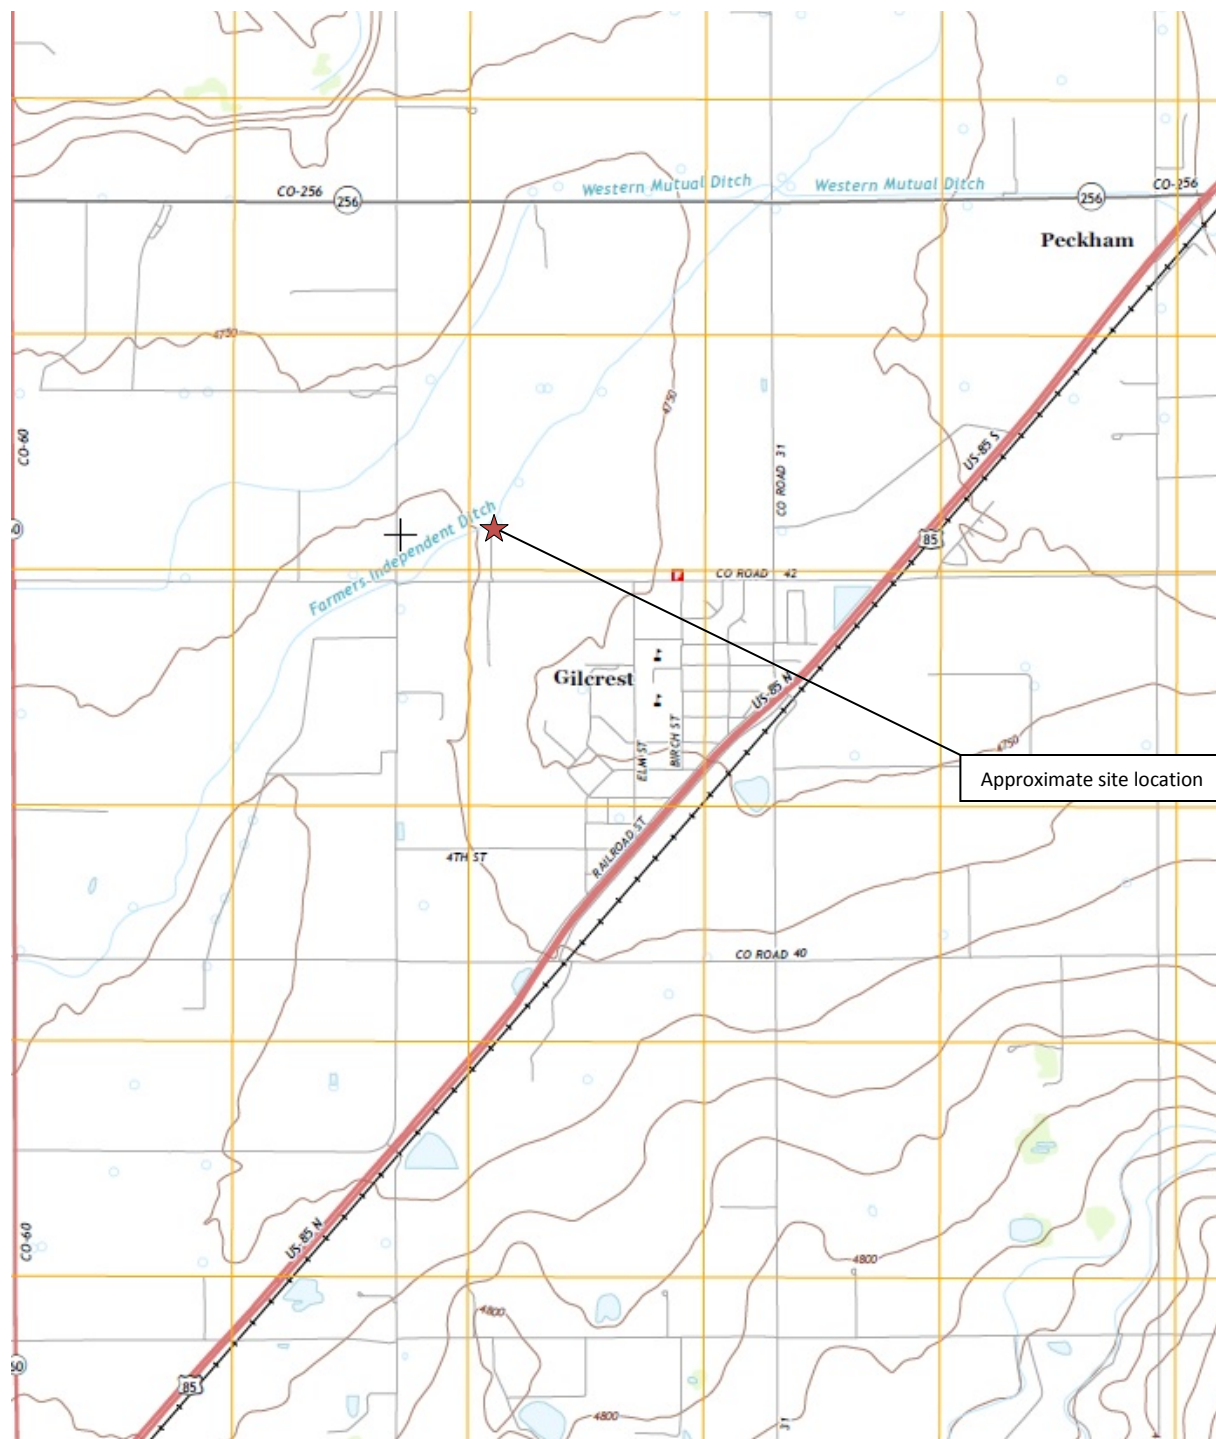 Western Mutual Ditch
Western Mutual Ditch
CO-256
CO-256
256
256
Peckham
4750
4750
CO-60
CO ROAD 31
US-85 S
Farmers Independent Ditch
85
CO ROAD 42
Gilcrest
US-85 N
ELM ST
BIRCH ST
4750
Approximate site location
RAILROAD ST
4TH ST
CO ROAD 40
CO-60
US-85 N
4800
4800
85
4800
31